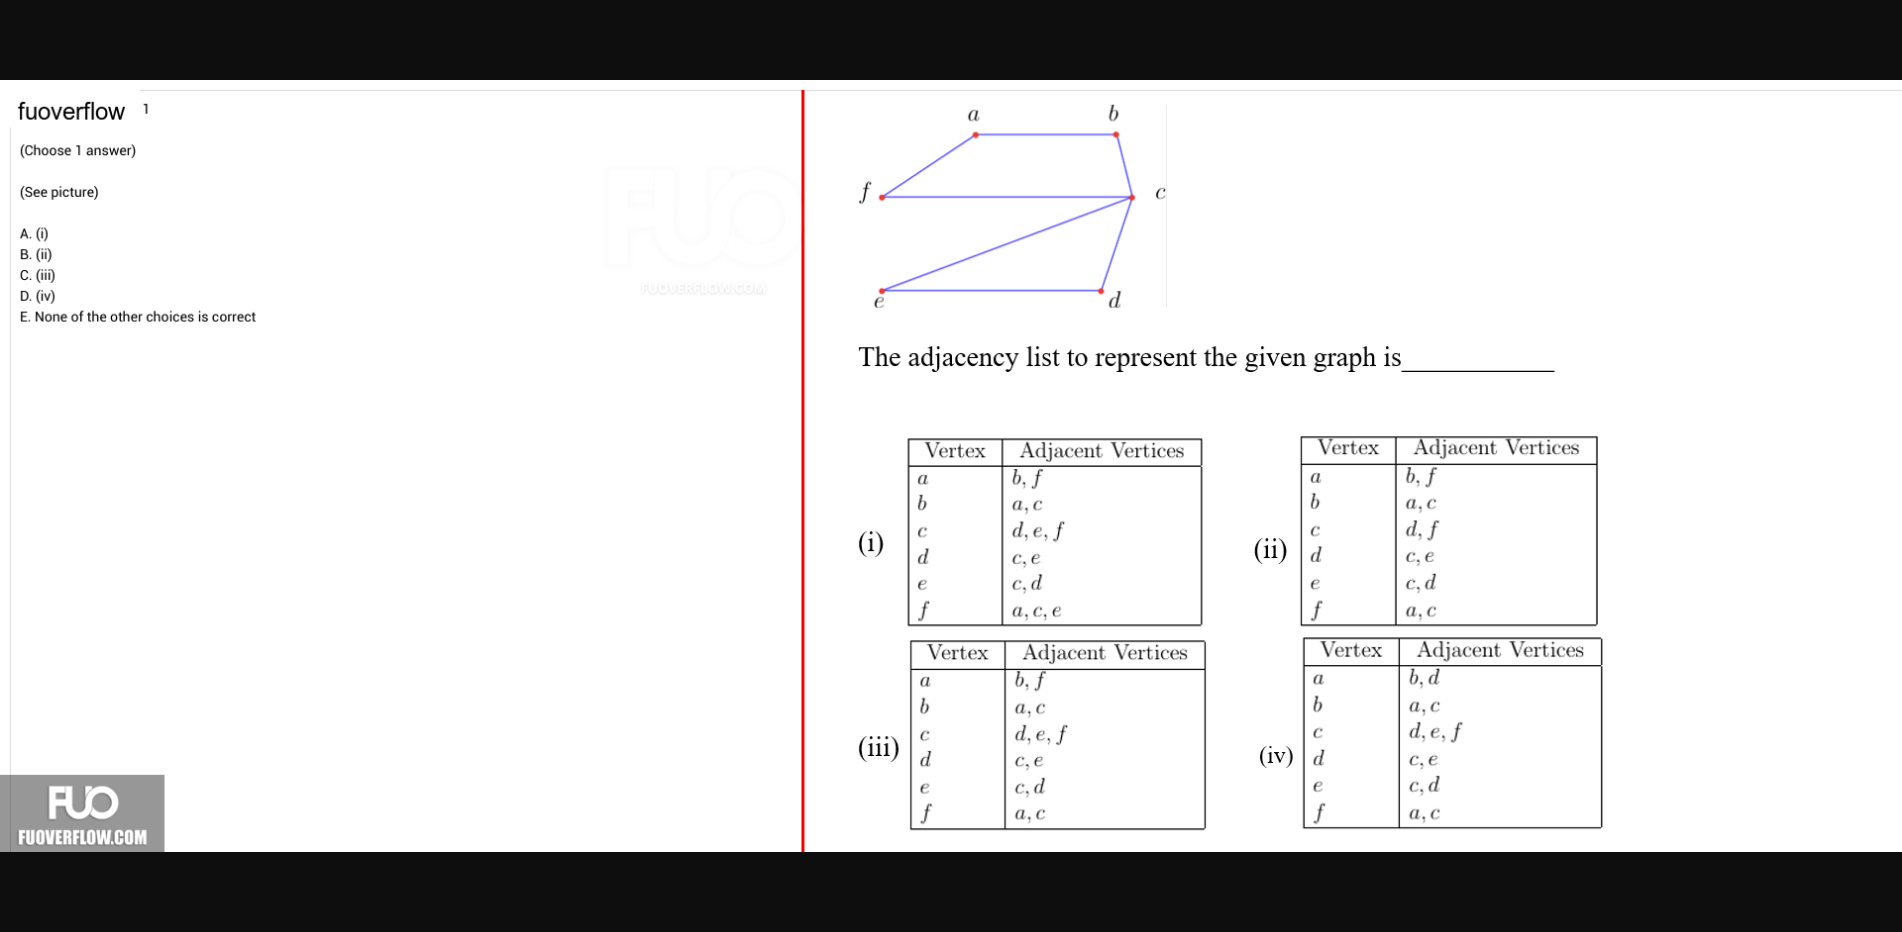 fuoverflow 1
(Choose 1 answer)
(See picture)
A. (i)
B. (ii)
C. (iii)
D. (iv)
E. None of the other choices is correct
FUO
FUOVERFLOW.COM
FUO
FUOVERFLOW.COM
a b
f c
e d
The adjacency list to represent the given graph is___________
(i)
Vertex Adjacent Vertices
a b, f
b a, c
c d, e, f
d c, e
e c, d
f a, c, e
(ii)
Vertex Adjacent Vertices
a b, f
b a, c
c d, f
d c, e
e c, d
f a, c
(iii)
Vertex Adjacent Vertices
a b, f
b a, c
c d, e, f
d c, e
e c, d
f a, c
(iv)
Vertex Adjacent Vertices
a b, d
b a, c
c d, e, f
d c, e
e c, d
f a, c